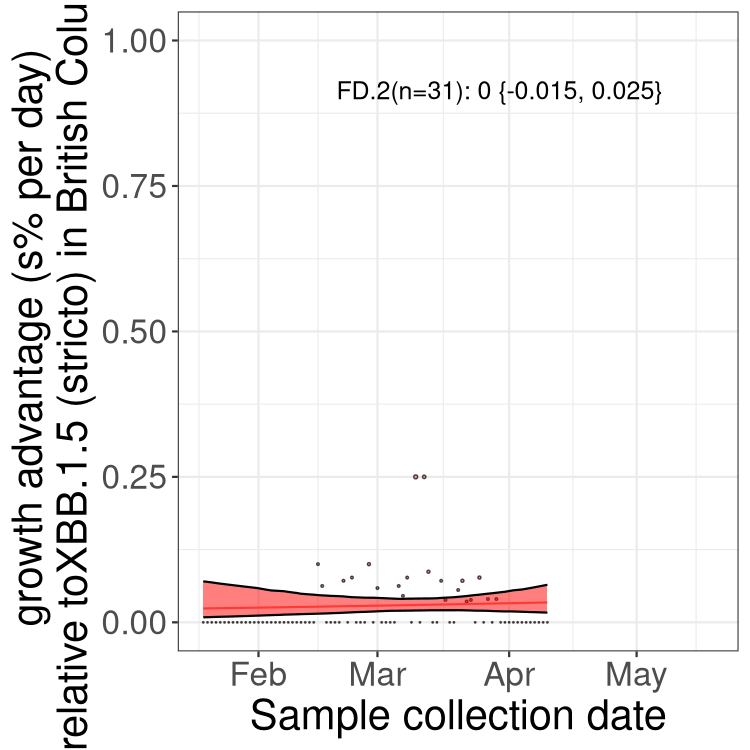 growth advantage (s% per day)
relative toXBB.1.5 (stricto) in British Colu
1.00
0.75
0.50
0.25
0.00
FD.2(n=31): 0 {-0.015, 0.025}
Feb Mar Apr May
Sample collection date